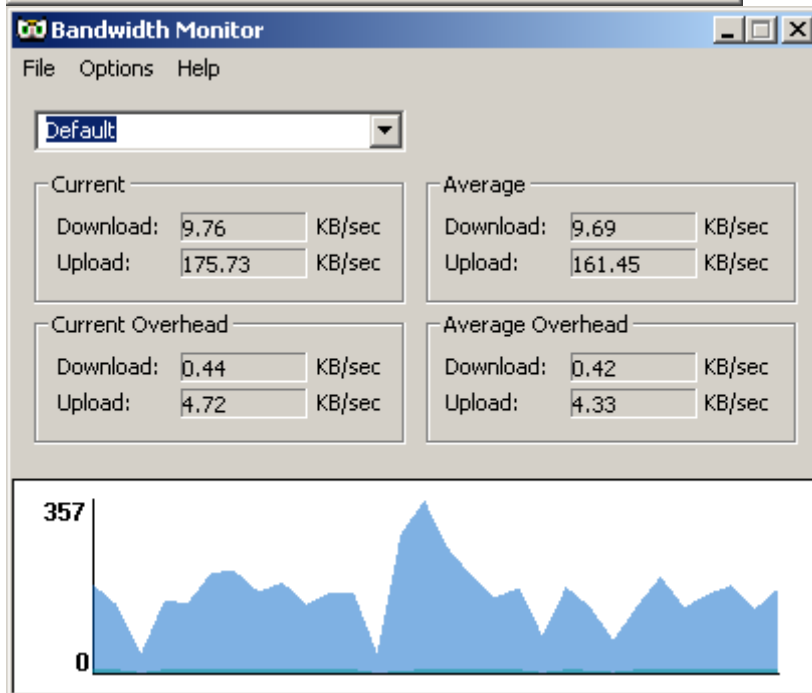 Bandwidth Monitor
File Options Help
Default
Current
Download: 9.76 KB/sec
Upload: 175.73 KB/sec
Average
Download: 9.69 KB/sec
Upload: 161.45 KB/sec
Current Overhead
Download: 0.44 KB/sec
Upload: 4.72 KB/sec
Average Overhead
Download: 0.42 KB/sec
Upload: 4.33 KB/sec
357
0